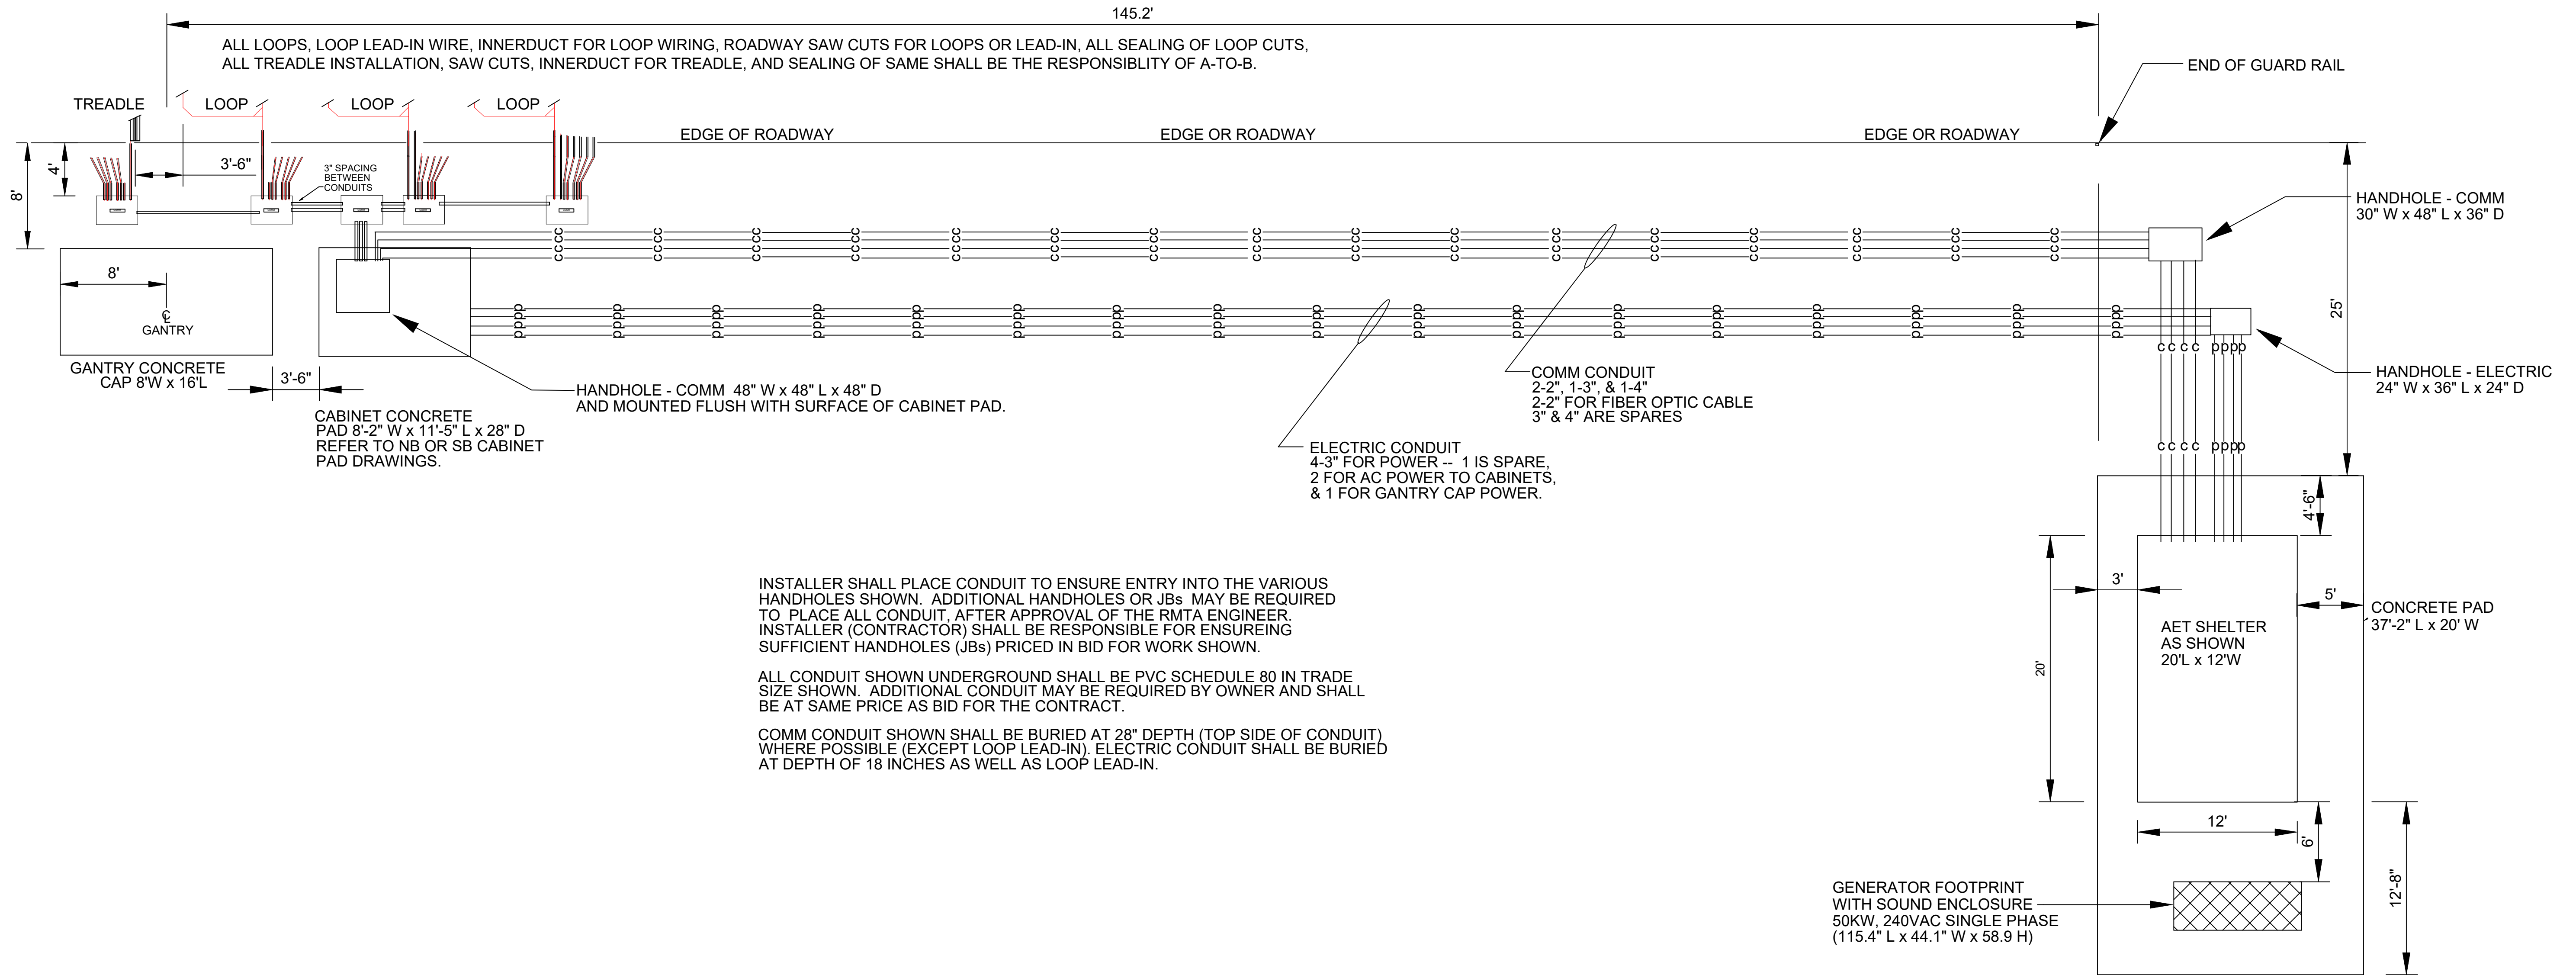 145.2'
ALL LOOPS, LOOP LEAD-IN WIRE, INNERDUCT FOR LOOP WIRING, ROADWAY SAW CUTS FOR LOOPS OR LEAD-IN, ALL SEALING OF LOOP CUTS,
ALL TREADLE INSTALLATION, SAW CUTS, INNERDUCT FOR TREADLE, AND SEALING OF SAME SHALL BE THE RESPONSIBLITY OF A-TO-B.
END OF GUARD RAIL
TREADLE
LOOP
LOOP
LOOP
EDGE OF ROADWAY
EDGE OR ROADWAY
EDGE OR ROADWAY
8'
4'
3'-6"
3" SPACING
BETWEEN
CONDUITS
HANDHOLE - COMM
30" W x 48" L x 36" D
c c c c c c c c c c c c c c c c
c c c c c c c c c c c c c c c c
c c c c c c c c c c c c c c c c
c c c c c c c c c c c c c c c c
25'
8'
CL
GANTRY
p p p p p p p p p p p p p p p p p
p p p p p p p p p p p p p p p p p
p p p p p p p p p p p p p p p p p
p p p p p p p p p p p p p p p p p
c c c c p p p p
GANTRY CONCRETE
CAP 8'W x 16'L
3'-6"
HANDHOLE - COMM 48" W x 48" L x 48" D
AND MOUNTED FLUSH WITH SURFACE OF CABINET PAD.
COMM CONDUIT
2-2", 1-3", & 1-4"
2-2" FOR FIBER OPTIC CABLE
3" & 4" ARE SPARES
HANDHOLE - ELECTRIC
24" W x 36" L x 24" D
CABINET CONCRETE
PAD 8'-2" W x 11'-5" L x 28" D
REFER TO NB OR SB CABINET
PAD DRAWINGS.
ELECTRIC CONDUIT
4-3" FOR POWER -- 1 IS SPARE,
2 FOR AC POWER TO CABINETS,
& 1 FOR GANTRY CAP POWER.
c c c c p p p p
4'-6"
INSTALLER SHALL PLACE CONDUIT TO ENSURE ENTRY INTO THE VARIOUS
HANDHOLES SHOWN. ADDITIONAL HANDHOLES OR JBs MAY BE REQUIRED
TO PLACE ALL CONDUIT, AFTER APPROVAL OF THE RMTA ENGINEER.
INSTALLER (CONTRACTOR) SHALL BE RESPONSIBLE FOR ENSUREING
SUFFICIENT HANDHOLES (JBs) PRICED IN BID FOR WORK SHOWN.
ALL CONDUIT SHOWN UNDERGROUND SHALL BE PVC SCHEDULE 80 IN TRADE
SIZE SHOWN. ADDITIONAL CONDUIT MAY BE REQUIRED BY OWNER AND SHALL
BE AT SAME PRICE AS BID FOR THE CONTRACT.
COMM CONDUIT SHOWN SHALL BE BURIED AT 28" DEPTH (TOP SIDE OF CONDUIT)
WHERE POSSIBLE (EXCEPT LOOP LEAD-IN). ELECTRIC CONDUIT SHALL BE BURIED
AT DEPTH OF 18 INCHES AS WELL AS LOOP LEAD-IN.
3'
5'
CONCRETE PAD
37'-2" L x 20' W
AET SHELTER
AS SHOWN
20'L x 12'W
20'
12'
6'
12'-8"
GENERATOR FOOTPRINT
WITH SOUND ENCLOSURE
50KW, 240VAC SINGLE PHASE
(115.4" L x 44.1" W x 58.9 H)